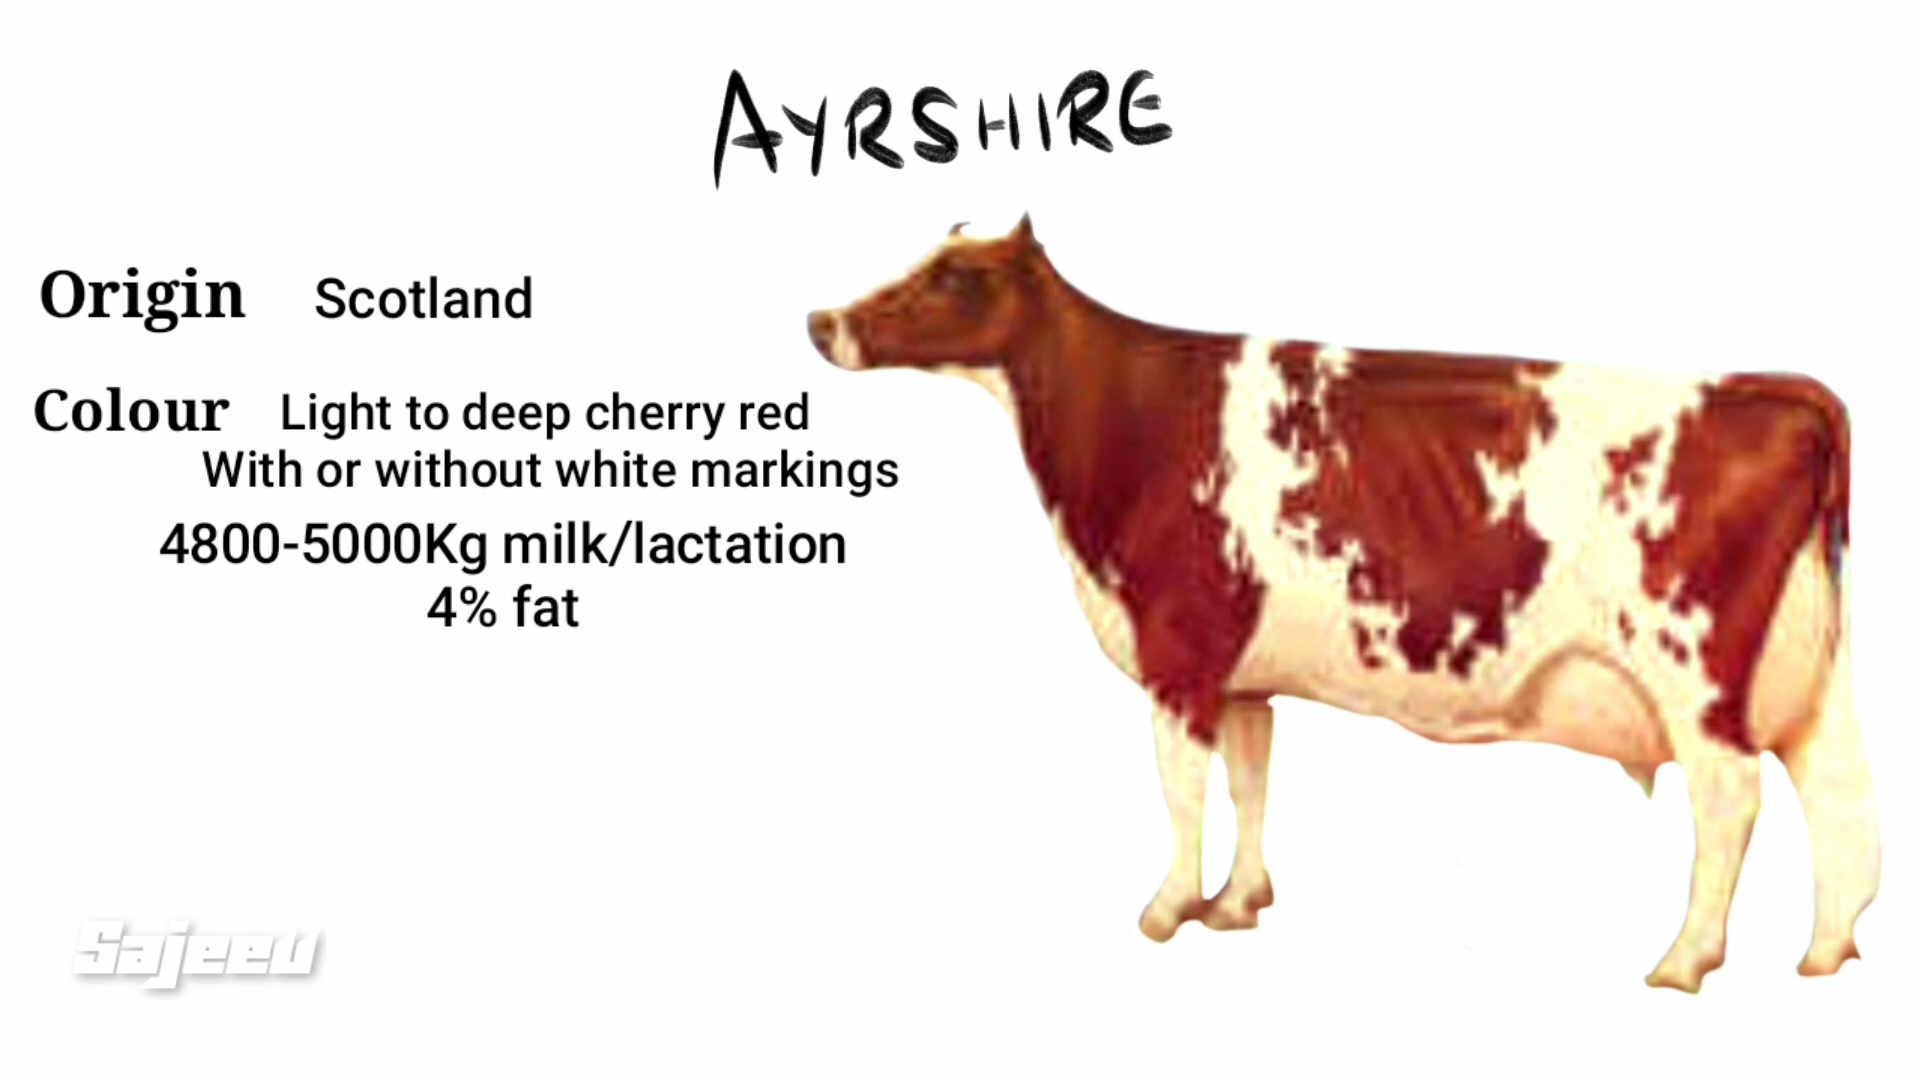 AYRSHIRE
Origin Scotland
Colour Light to deep cherry red
With or without white markings
4800-5000Kg milk/lactation
4% fat
Sajeev